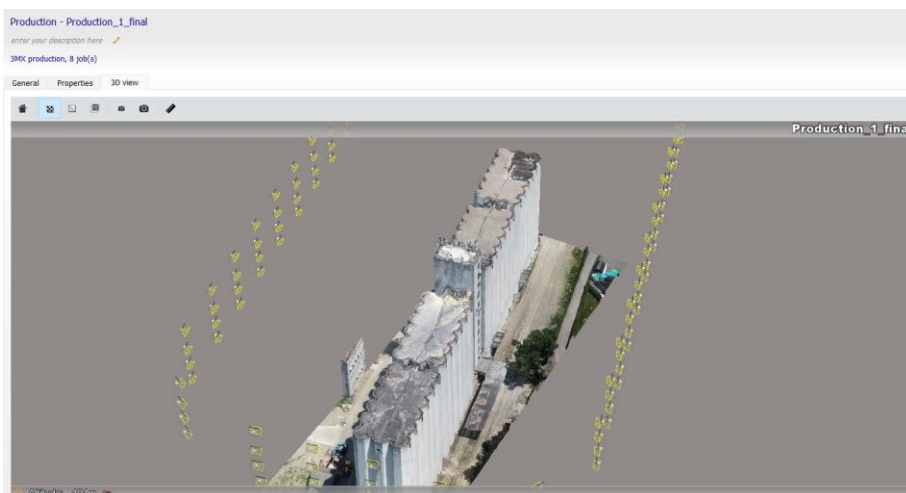 Production - Production_1_final
enter your description here
3MX production, 8 job(s)
General Properties 3D view
Production_1_fina